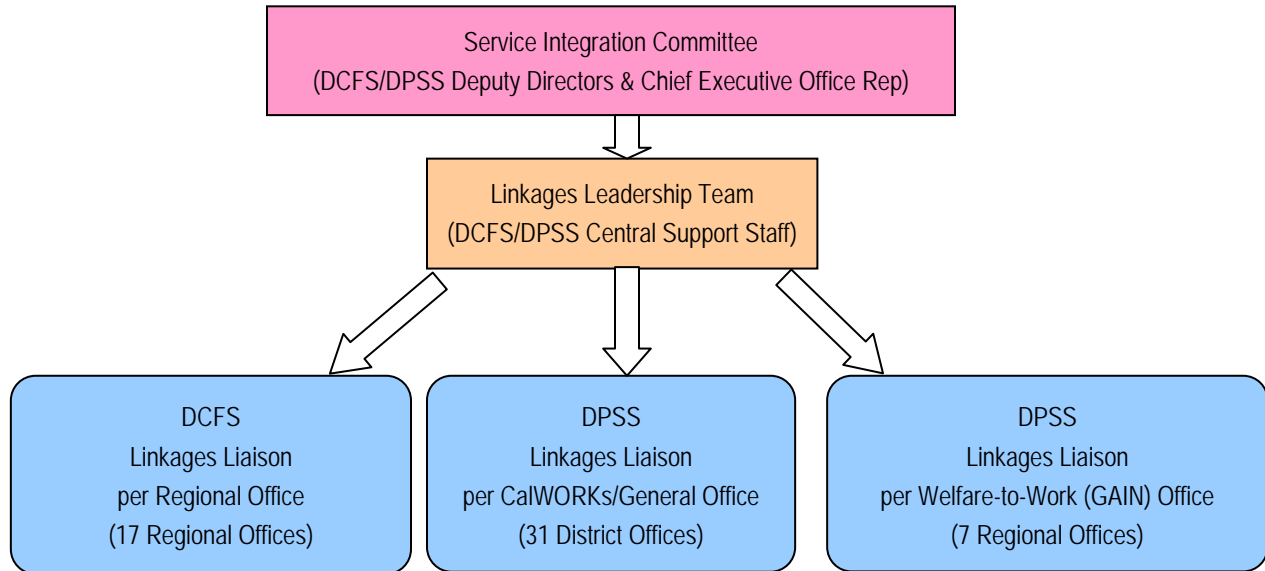 Service Integration Committee
(DCFS/DPSS Deputy Directors & Chief Executive Office Rep)
Linkages Leadership Team
(DCFS/DPSS Central Support Staff)
DCFS
Linkages Liaison
per Regional Office
(17 Regional Offices)
DPSS
Linkages Liaison
per CalWORKs/General Office
(31 District Offices)
DPSS
Linkages Liaison
per Welfare-to-Work (GAIN) Office
(7 Regional Offices)